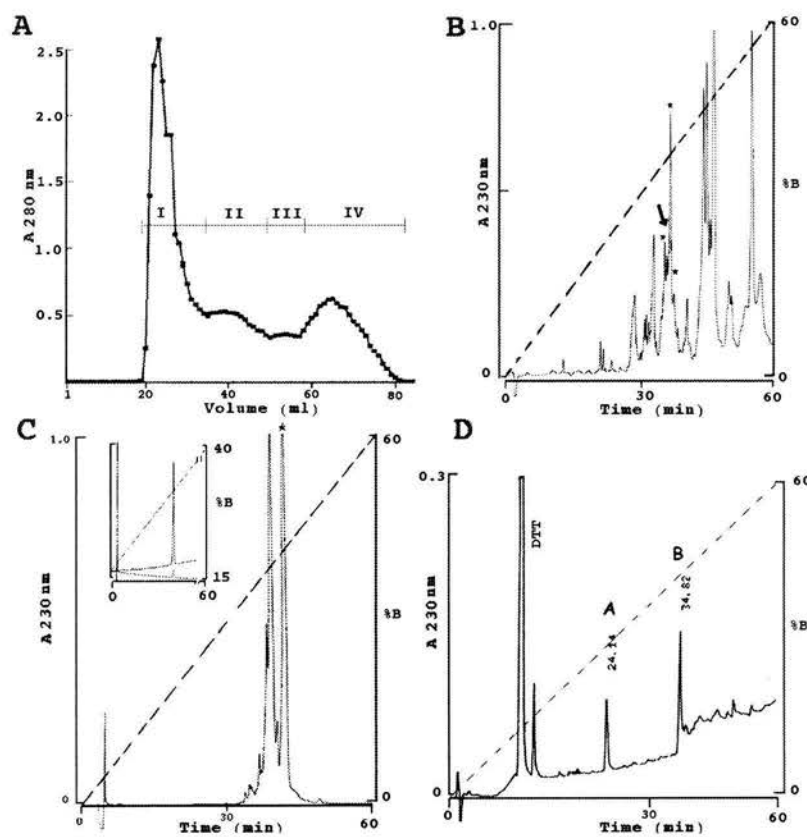 A
A 280 nm
2.5
2.0
1.5
1.0
0.5
I II III IV
1 20 40 60 80
Volume (ml)
B
1.0
A 230 nm
0
60
%B
0
30 60
Time (min)
C
1.0
A 230 nm
0
40
%B
15
0 60
60
%B
0
0 30 60
Time (min)
D
0.3
A 230 nm
0
DTT
A
24.14
B
34.82
60
%B
0
0 30 60
Time (min)